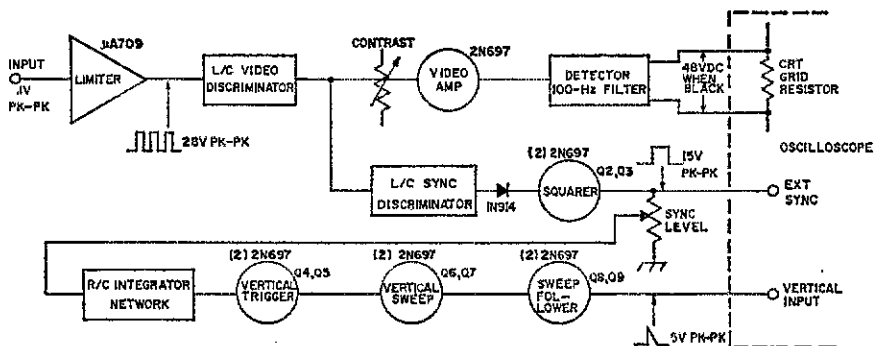 INPUT
.1V
PK-PK
μA709
LIMITER
28V PK-PK
L/C VIDEO
DISCRIMINATOR
CONTRAST
2N697
VIDEO
AMP
DETECTOR
100-Hz FILTER
48VDC
WHEN
BLACK
CRT
GRID
RESISTOR
OSCILLOSCOPE
L/C SYNC
DISCRIMINATOR
IN914
(2) 2N697
Q2,Q3
SQUARER
15V
PK-PK
EXT
SYNC
SYNC
LEVEL
R/C INTEGRATOR
NETWORK
(2) 2N697
Q4,Q5
VERTICAL
TRIGGER
(2) 2N697
Q6,Q7
VERTICAL
SWEEP
(2) 2N697
Q8,Q9
SWEEP
FOL-
LOWER
5V PK-PK
VERTICAL
INPUT